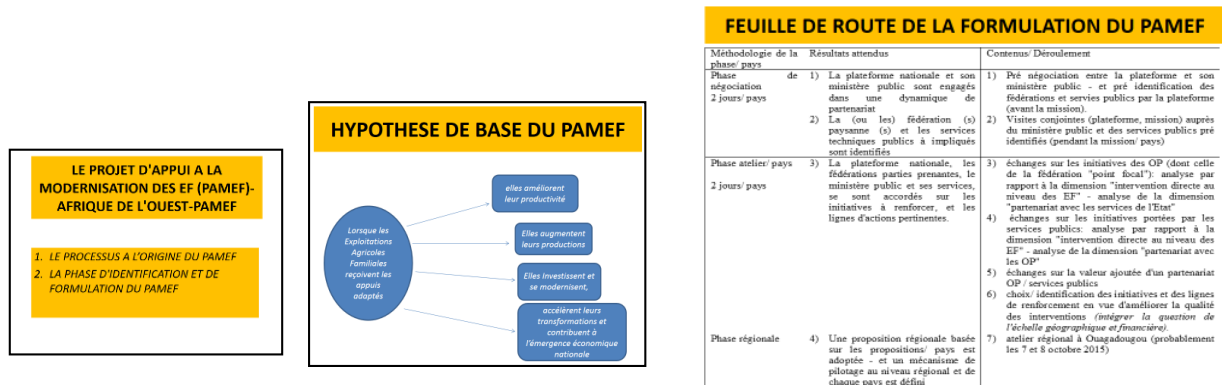 LE PROJET D'APPUI A LA
MODERNISATION DES EF (PAMEF)-
AFRIQUE DE L'OUEST-PAMEF
1. LE PROCESSUS A L'ORIGINE DU PAMEF
2. LA PHASE D'IDENTIFICATION ET DE
FORMULATION DU PAMEF
HYPOTHESE DE BASE DU PAMEF
Lorsque les
Exploitations
Agricoles
Familiales
reçoivent les
appuis
adaptés
elles améliorent
leur productivité
Elles augmentent
leurs productions
Elles Investissent et
se modernisent,
accélèrent leurs
transformations et
contribuent à
l'émergence économique
nationale
FEUILLE DE ROUTE DE LA FORMULATION DU PAMEF
Méthodologie de la
phase/ pays
Résultats attendus
Contenus/ Déroulement
Phase de
négociation
2 jours/ pays
1) La plateforme nationale et son
ministère public sont engagés
dans une dynamique de
partenariat
2) La (ou les) fédération (s)
paysanne (s) et les services
techniques publics à impliqués
sont identifiés
1) Pré négociation entre la plateforme et son
ministère public - et pré identification des
fédérations et servies publics par la plateforme
(avant la mission).
2) Visites conjointes (plateforme, mission) auprès
du ministère public et des services publics pré
identifiés (pendant la mission/ pays)
Phase atelier/ pays
2 jours/ pays
3) La plateforme nationale, les
fédérations parties prenantes, le
ministère public et ses services,
se sont accordés sur les
initiatives à renforcer, et les
lignes d'actions pertinentes.
3) échanges sur les initiatives des OP (dont celle
de la fédération "point focal"): analyse par
rapport à la dimension "intervention directe au
niveau des EF" - analyse de la dimension
"partenariat avec les services de l'Etat"
4) échanges sur les initiatives portées par les
services publics: analyse par rapport à la
dimension "intervention directe au niveau des
EF" - analyse de la dimension "partenariat avec
les OP"
5) échanges sur la valeur ajoutée d'un partenariat
OP / services publics
6) choix/ identification des initiatives et des lignes
de renforcement en vue d'améliorer la qualité
des interventions (intégrer la question de
l'échelle géographique et financière).
Phase régionale
4) Une proposition régionale basée
sur les propositions/ pays est
adoptée - et un mécanisme de
pilotage au niveau régional et de
chaque pays est défini
7) atelier régional à Ouagadougou (probablement
les 7 et 8 octobre 2015)